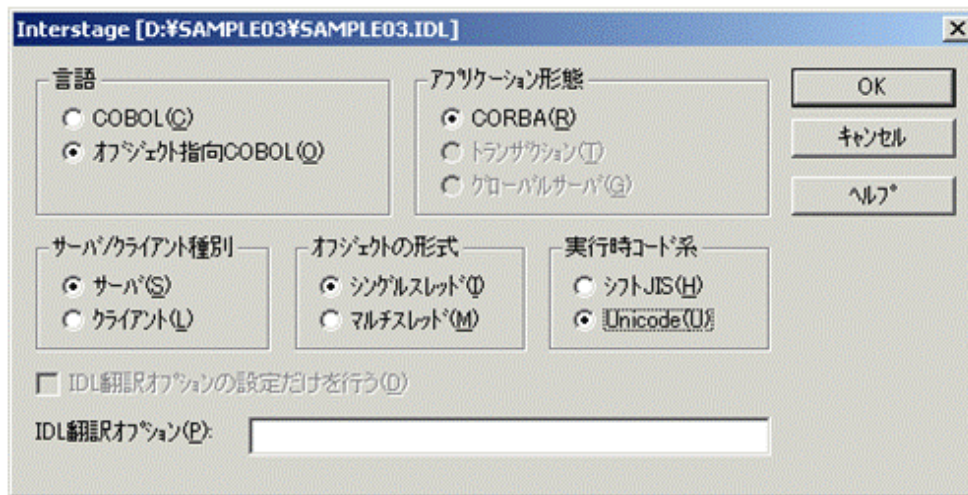 Interstage [D:¥SAMPLE03¥SAMPLE03.IDL]
言語
COBOL(C)
オブジェクト指向COBOL(O)
アプリケーション形態
CORBA(R)
トランザクション(T)
グローバルサーバ(G)
OK
キャンセル
ヘルプ
サーバ/クライアント種別
サーバ(S)
クライアント(L)
オブジェクトの形式
シングルスレッド(I
マルチスレッド(M)
実行時コード系
シフトJIS(H)
Unicode(U)
IDL翻訳オプションの設定だけを行う(D)
IDL翻訳オプション(P):